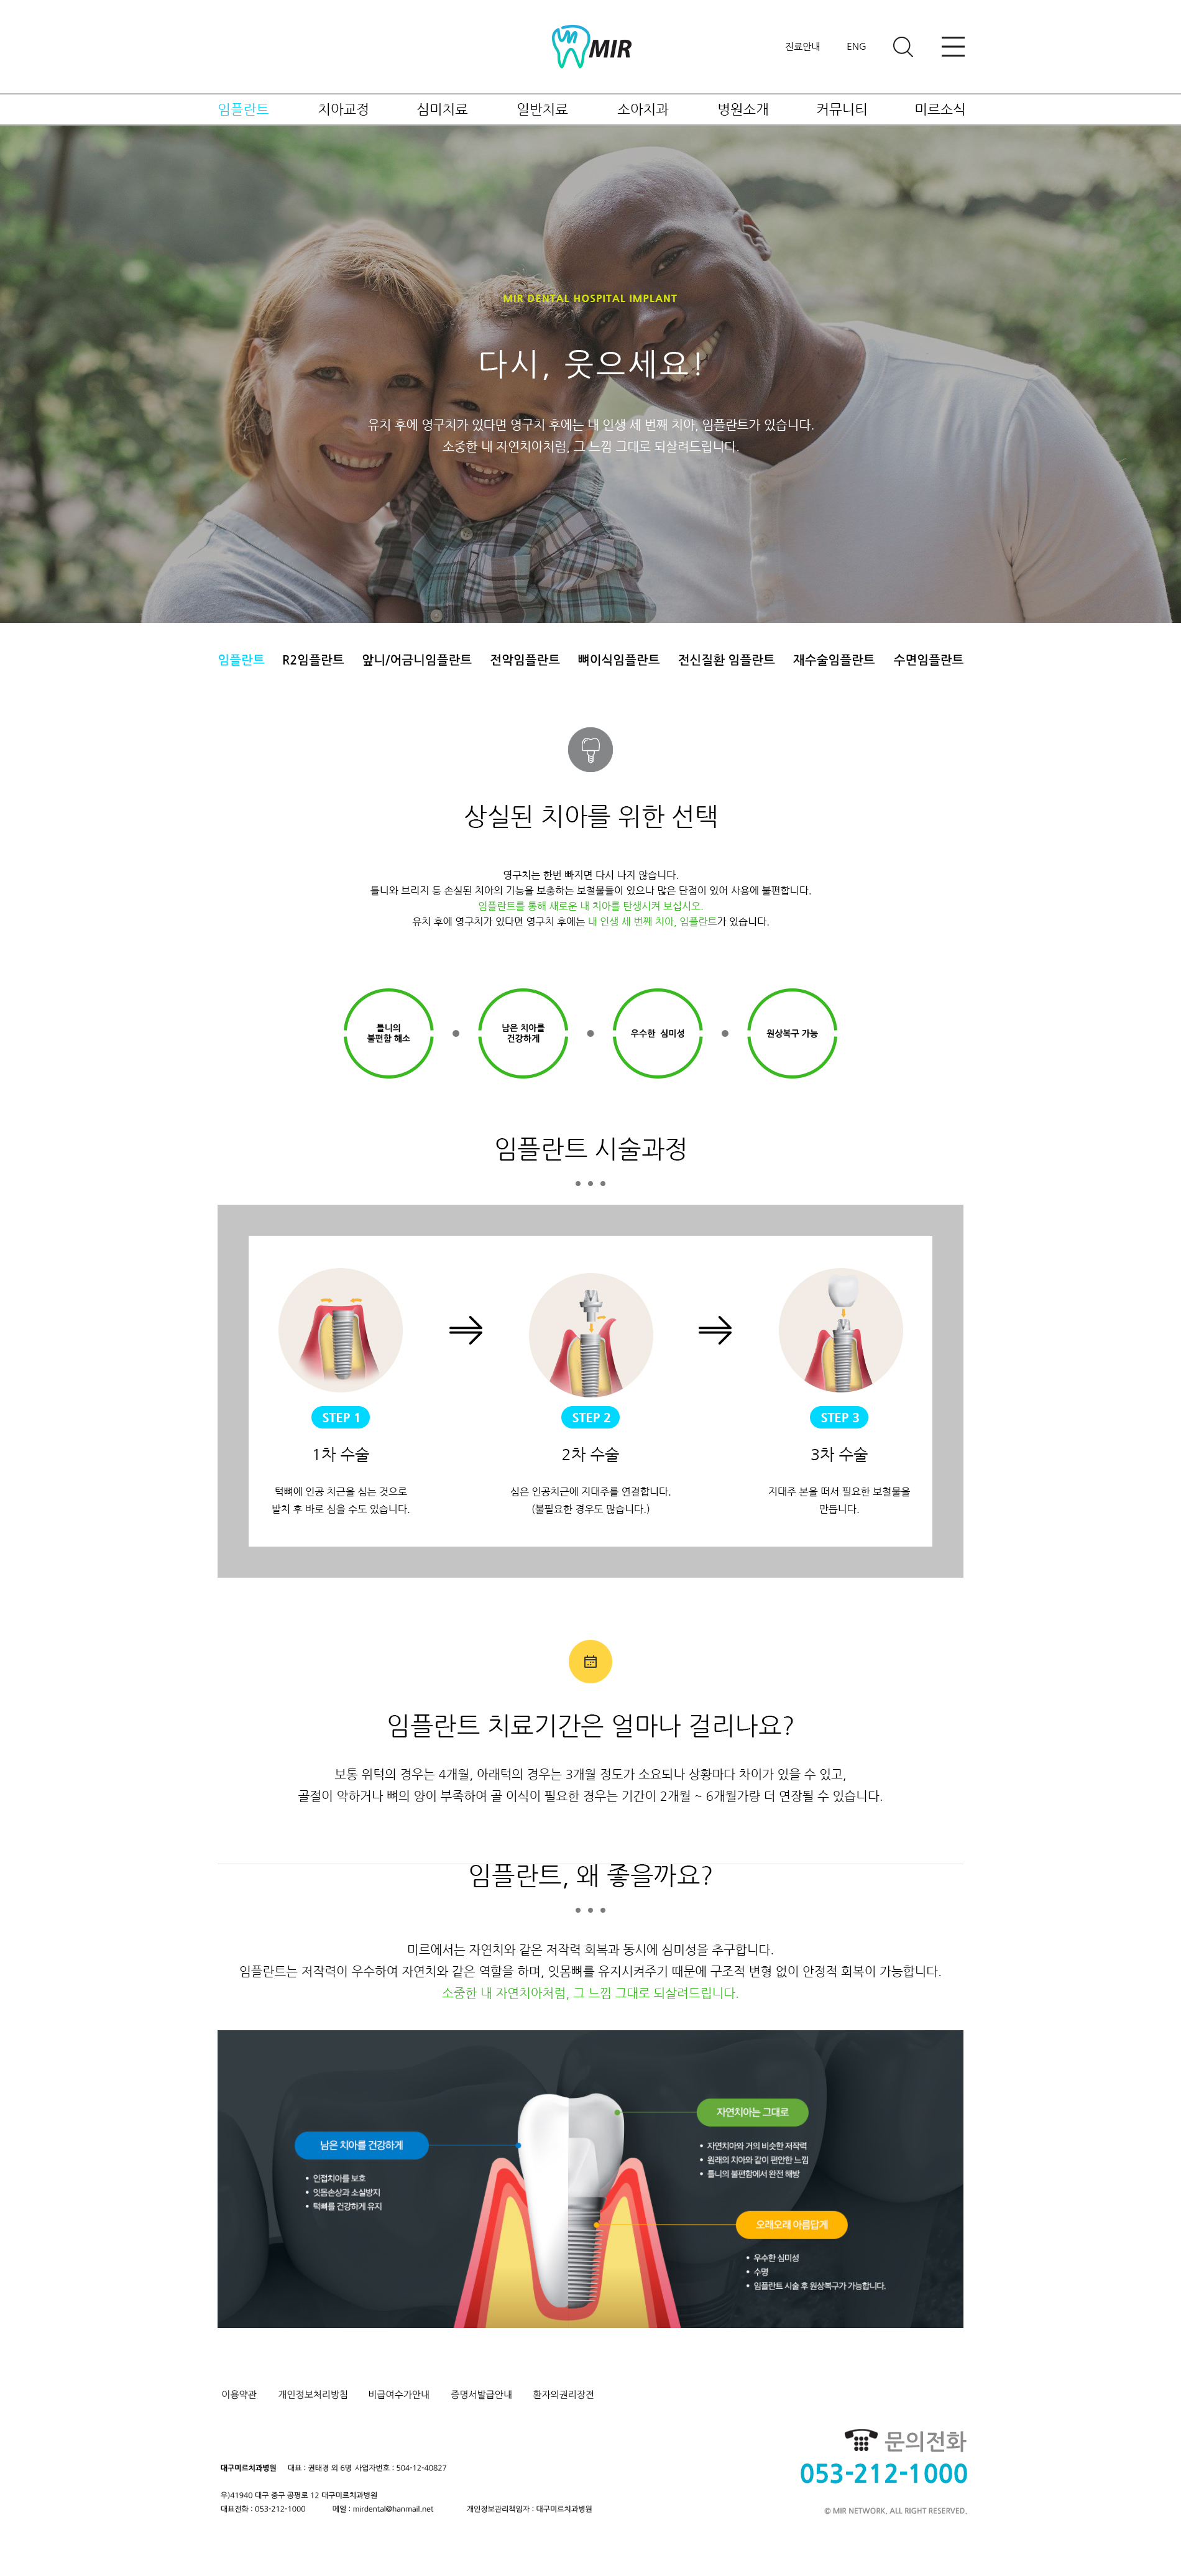 MIR
진료안내
ENG
임플란트 치아교정 심미치료 일반치료 소아치과 병원소개 커뮤니티 미르소식
MIR DENTAL HOSPITAL IMPLANT
다시, 웃으세요!
유치 후에 영구치가 있다면 영구치 후에는 내 인생 세 번째 치아, 임플란트가 있습니다.
소중한 내 자연치아처럼, 그 느낌 그대로 되살려드립니다.
임플란트 R2임플란트 앞니/어금니임플란트 전악임플란트 뼈이식임플란트 전신질환 임플란트 재수술임플란트 수면임플란트
상실된 치아를 위한 선택
영구치는 한번 빠지면 다시 나지 않습니다.
틀니와 브리지 등 손실된 치아의 기능을 보충하는 보철물들이 있으나 많은 단점이 있어 사용에 불편합니다.
임플란트를 통해 새로운 내 치아를 탄생시켜 보십시오.
유치 후에 영구치가 있다면 영구치 후에는 내 인생 세 번째 치아, 임플란트가 있습니다.
틀니의
불편함 해소
남은 치아를
건강하게
우수한 심미성
원상복구 가능
임플란트 시술과정
STEP 1
1차 수술
턱뼈에 인공 치근을 심는 것으로
발치 후 바로 심을 수도 있습니다.
STEP 2
2차 수술
심은 인공치근에 지대주를 연결합니다.
(불필요한 경우도 많습니다.)
STEP 3
3차 수술
지대주 본을 떠서 필요한 보철물을
만듭니다.
임플란트 치료기간은 얼마나 걸리나요?
보통 위턱의 경우는 4개월, 아래턱의 경우는 3개월 정도가 소요되나 상황마다 차이가 있을 수 있고,
골절이 약하거나 뼈의 양이 부족하여 골 이식이 필요한 경우는 기간이 2개월 ~ 6개월가량 더 연장될 수 있습니다.
임플란트, 왜 좋을까요?
미르에서는 자연치와 같은 저작력 회복과 동시에 심미성을 추구합니다.
임플란트는 저작력이 우수하여 자연치와 같은 역할을 하며, 잇몸뼈를 유지시켜주기 때문에 구조적 변형 없이 안정적 회복이 가능합니다.
소중한 내 자연치아처럼, 그 느낌 그대로 되살려드립니다.
남은 치아를 건강하게
• 인접치아를 보호
• 잇몸손상과 소실방지
• 턱뼈를 건강하게 유지
자연치아는 그대로
• 자연치아와 거의 비슷한 저작력
• 원래의 치아와 같이 편안한 느낌
• 틀니의 불편함에서 완전 해방
오래오래 아름답게
• 우수한 심미성
• 수명
• 임플란트 시술 후 원상복구가 가능합니다.
이용약관 개인정보처리방침 비급여수가안내 증명서발급안내 환자의권리장전
대구미르치과병원 대표 : 권태경 외 6명 사업자번호 : 504-12-40827
우)41940 대구 중구 공평로 12 대구미르치과병원
대표전화 : 053-212-1000 메일 : mirdental@hanmail.net 개인정보관리책임자 : 대구미르치과병원
문의전화
053-212-1000
© MIR NETWORK. ALL RIGHT RESERVED.